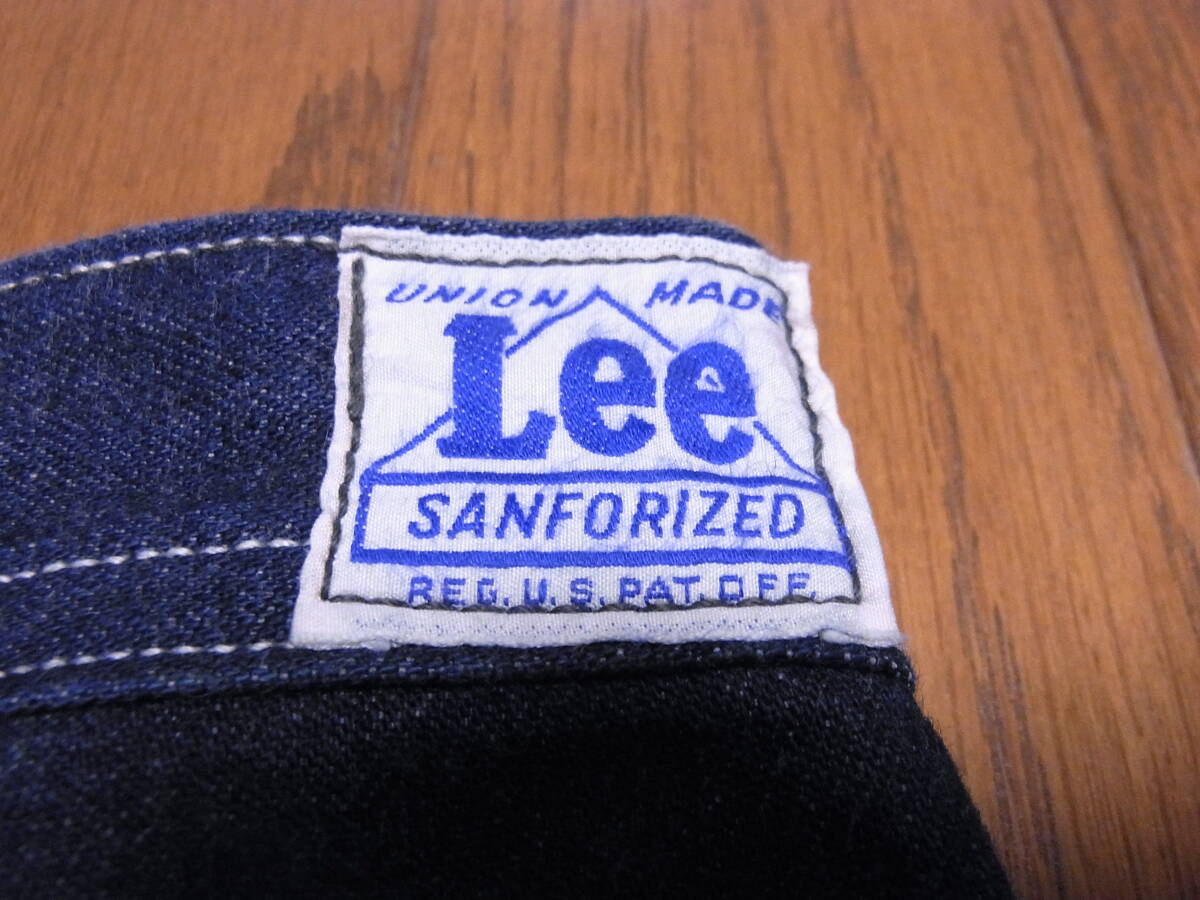 UNION MADE
Lee
SANFORIZED
REG. U. S. PAT. OFF.